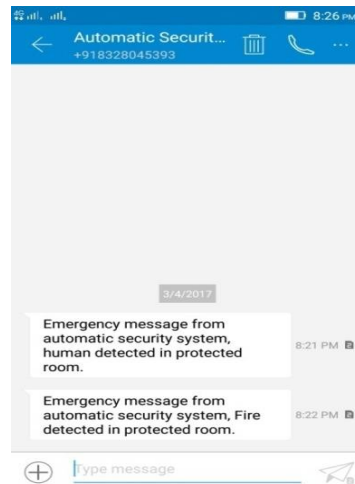 8:26 PM
Automatic Securit...
+918328045393
3/4/2017
Emergency message from
automatic security system,
human detected in protected
room.
8:21 PM
Emergency message from
automatic security system, Fire
detected in protected room.
8:22 PM
Type message